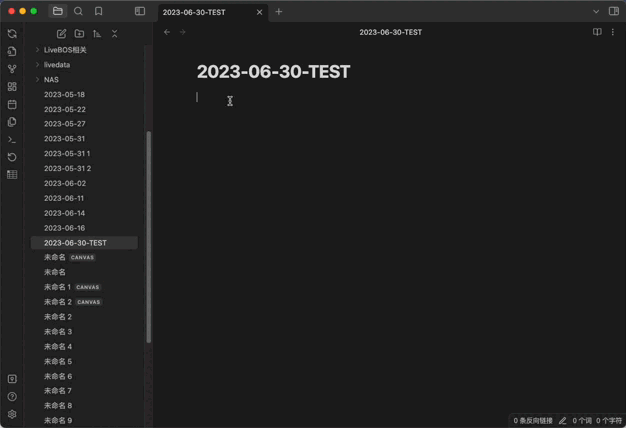 2023-06-30-TEST
2023-06-30-TEST
LiveBOS相关
livedata
NAS
2023-05-18
2023-05-22
2023-05-27
2023-05-31
2023-05-31 1
2023-05-31 2
2023-06-02
2023-06-11
2023-06-14
2023-06-16
2023-06-30-TEST
未命名 CANVAS
未命名
未命名 1 CANVAS
未命名 2 CANVAS
未命名 2
未命名 3
未命名 4
未命名 5
未命名 6
未命名 7
未命名 8
未命名 9
2023-06-30-TEST
0 条反向链接 0 个词 0 个字符